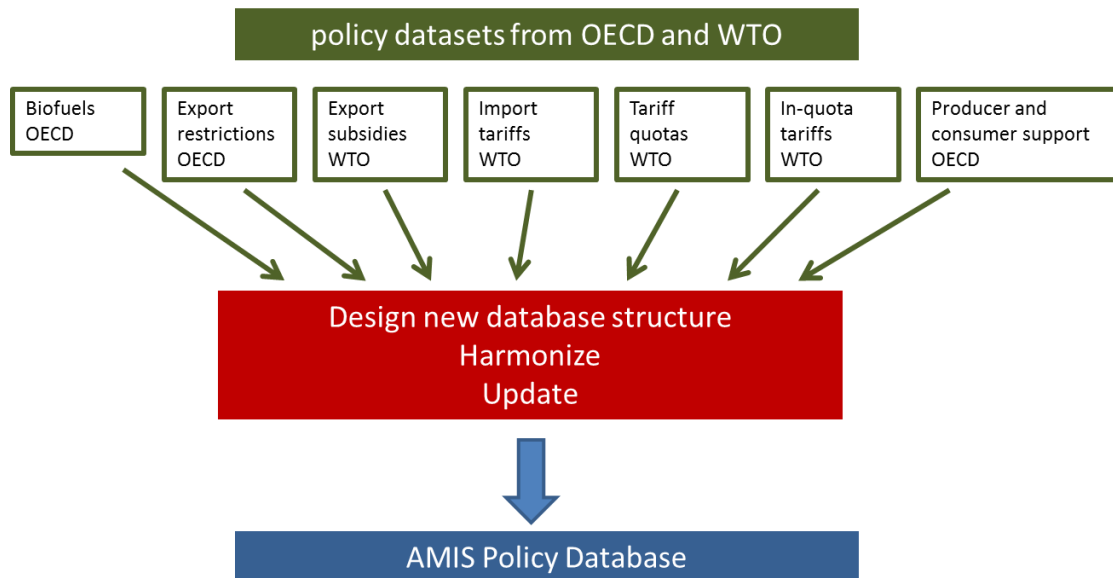 policy datasets from OECD and WTO
Biofuels
OECD
Export
restrictions
OECD
Export
subsidies
WTO
Import
tariffs
WTO
Tariff
quotas
WTO
In-quota
tariffs
WTO
Producer and
consumer support
OECD
Design new database structure
Harmonize
Update
AMIS Policy Database